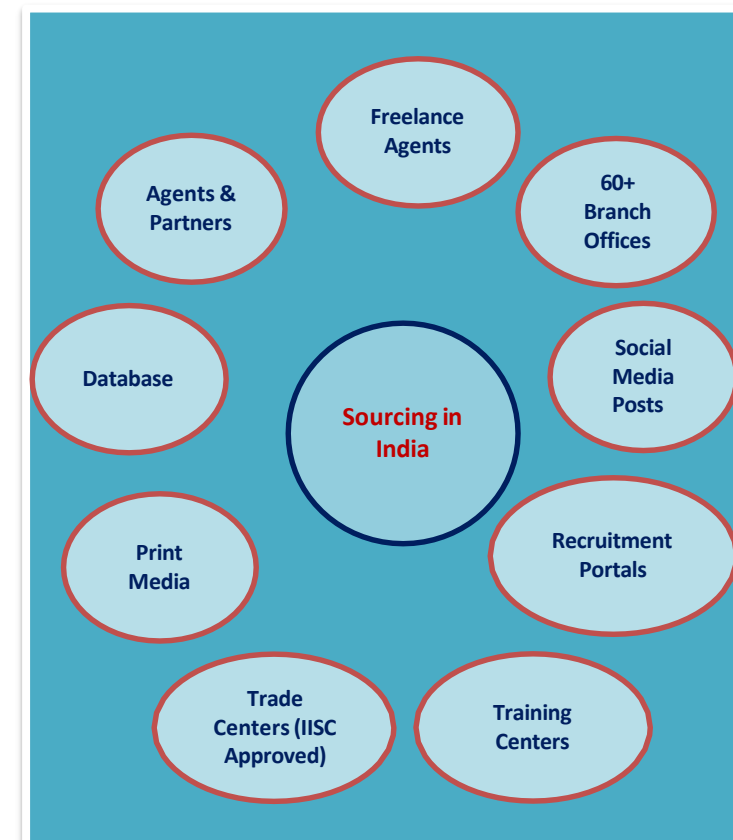 Freelance
Agents
60+
Branch
Offices
Agents &
Partners
Social
Media
Posts
Database
Sourcing in
India
Recruitment
Portals
Print
Media
Trade
Centers (IISC
Approved)
Training
Centers